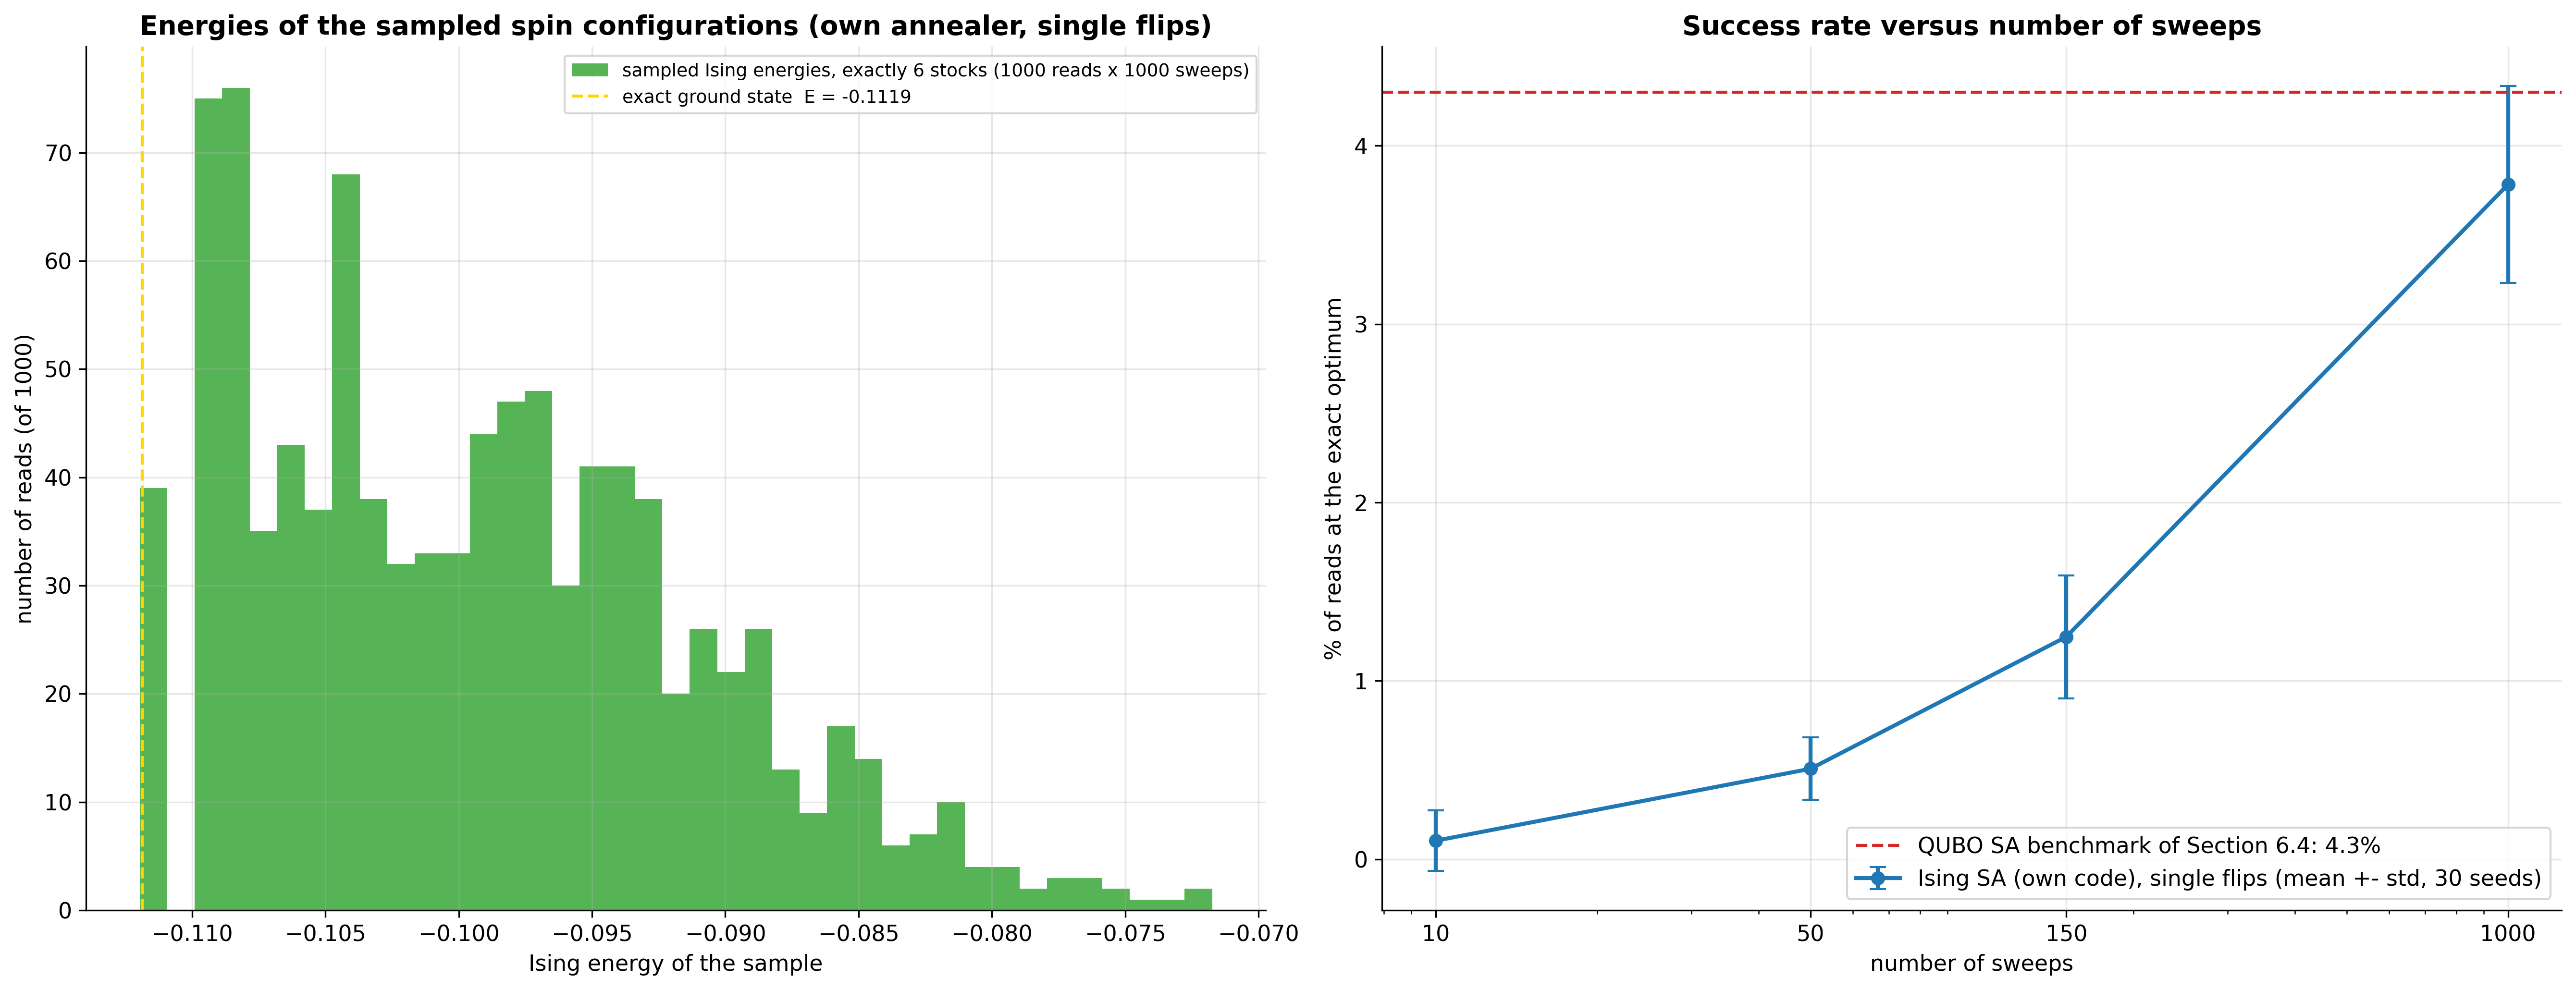 Energies of the sampled spin configurations (own annealer, single flips)
sampled Ising energies, exactly 6 stocks (1000 reads x 1000 sweeps)
exact ground state  E = -0.1119
number of reads (of 1000)
70
60
50
40
30
20
10
0
−0.110 −0.105 −0.100 −0.095 −0.090 −0.085 −0.080 −0.075 −0.070
Ising energy of the sample
Success rate versus number of sweeps
% of reads at the exact optimum
4
3
2
1
0
QUBO SA benchmark of Section 6.4: 4.3%
Ising SA (own code), single flips (mean +- std, 30 seeds)
10 50 150 1000
number of sweeps